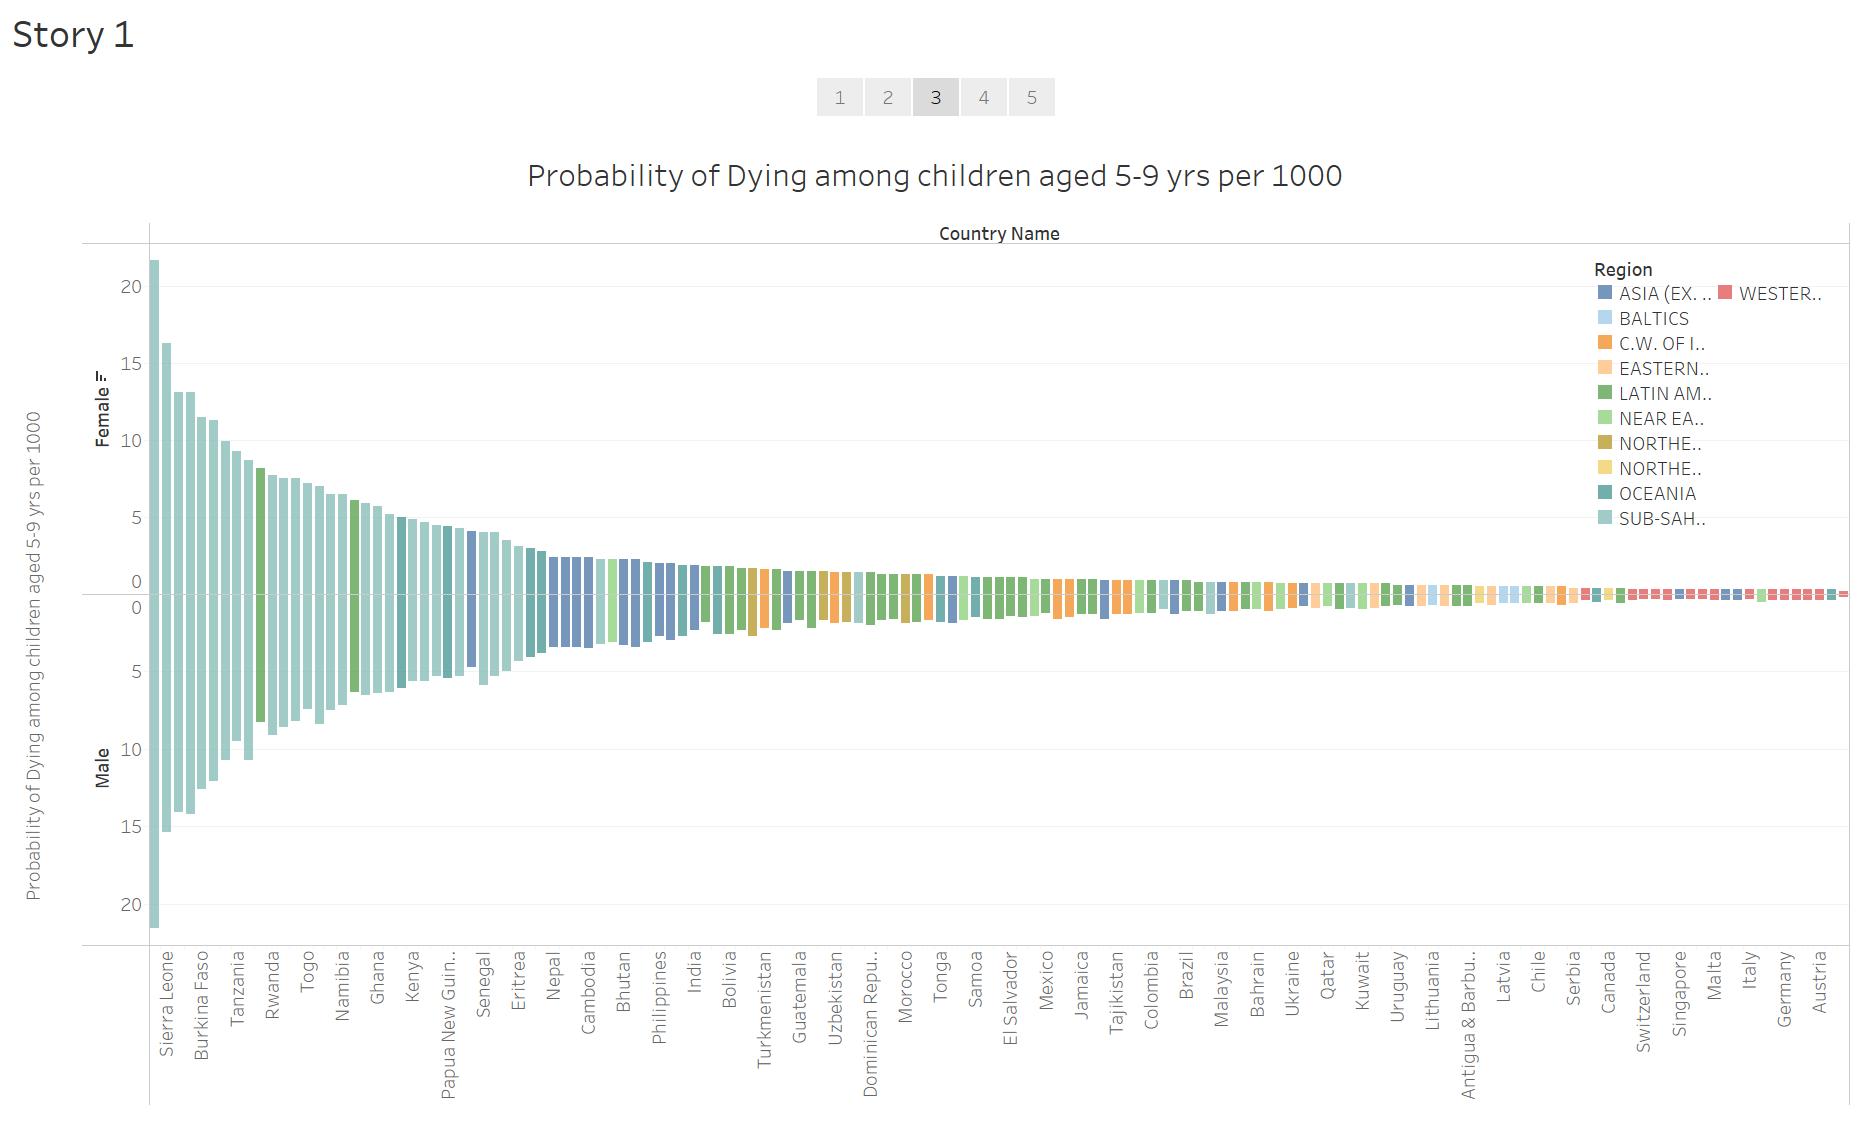 Story 1
1 2 3 4 5
Probability of Dying among children aged 5-9 yrs per 1000
Country Name
Region
ASIA (EX. .. WESTER..
BALTICS
C.W. OF I..
EASTERN..
LATIN AM..
NEAR EA..
NORTHE..
NORTHE..
OCEANIA
SUB-SAH..
Probability of Dying among children aged 5-9 yrs per 1000
Female
20
15
10
5
0
Male
0
5
10
15
20
Sierra Leone
Burkina Faso
Tanzania
Rwanda
Togo
Namibia
Ghana
Kenya
Papua New Guin..
Senegal
Eritrea
Nepal
Cambodia
Bhutan
Philippines
India
Bolivia
Turkmenistan
Guatemala
Uzbekistan
Dominican Repu..
Morocco
Tonga
Samoa
El Salvador
Mexico
Jamaica
Tajikistan
Colombia
Brazil
Malaysia
Bahrain
Ukraine
Qatar
Kuwait
Uruguay
Lithuania
Antigua & Barbu..
Latvia
Chile
Serbia
Canada
Switzerland
Singapore
Malta
Italy
Germany
Austria